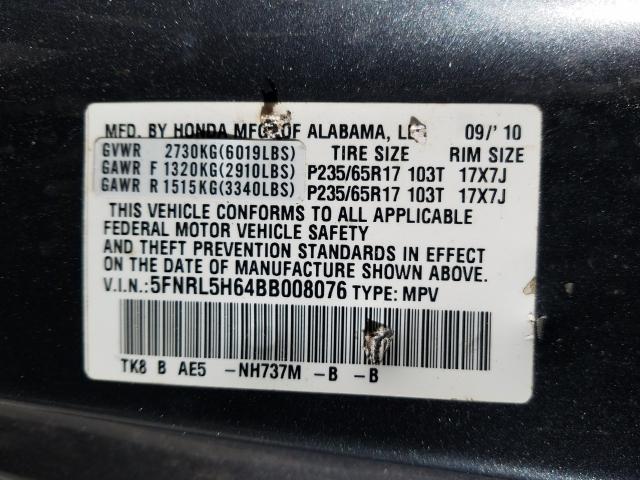 MFD. BY HONDA MFG OF ALABAMA, LLC 09/' 10
GVWR 2730KG(6019LBS) TIRE SIZE RIM SIZE
GAWR F 1320KG(2910LBS) P235/65R17 103T 17X7J
GAWR R 1515KG(3340LBS) P235/65R17 103T 17X7J
THIS VEHICLE CONFORMS TO ALL APPLICABLE
FEDERAL MOTOR VEHICLE SAFETY
AND THEFT PREVENTION STANDARDS IN EFFECT
ON THE DATE OF MANUFACTURE SHOWN ABOVE.
V.I.N.:5FNRL5H64BB008076 TYPE: MPV
TK8 B AE5 -NH737M -B -B